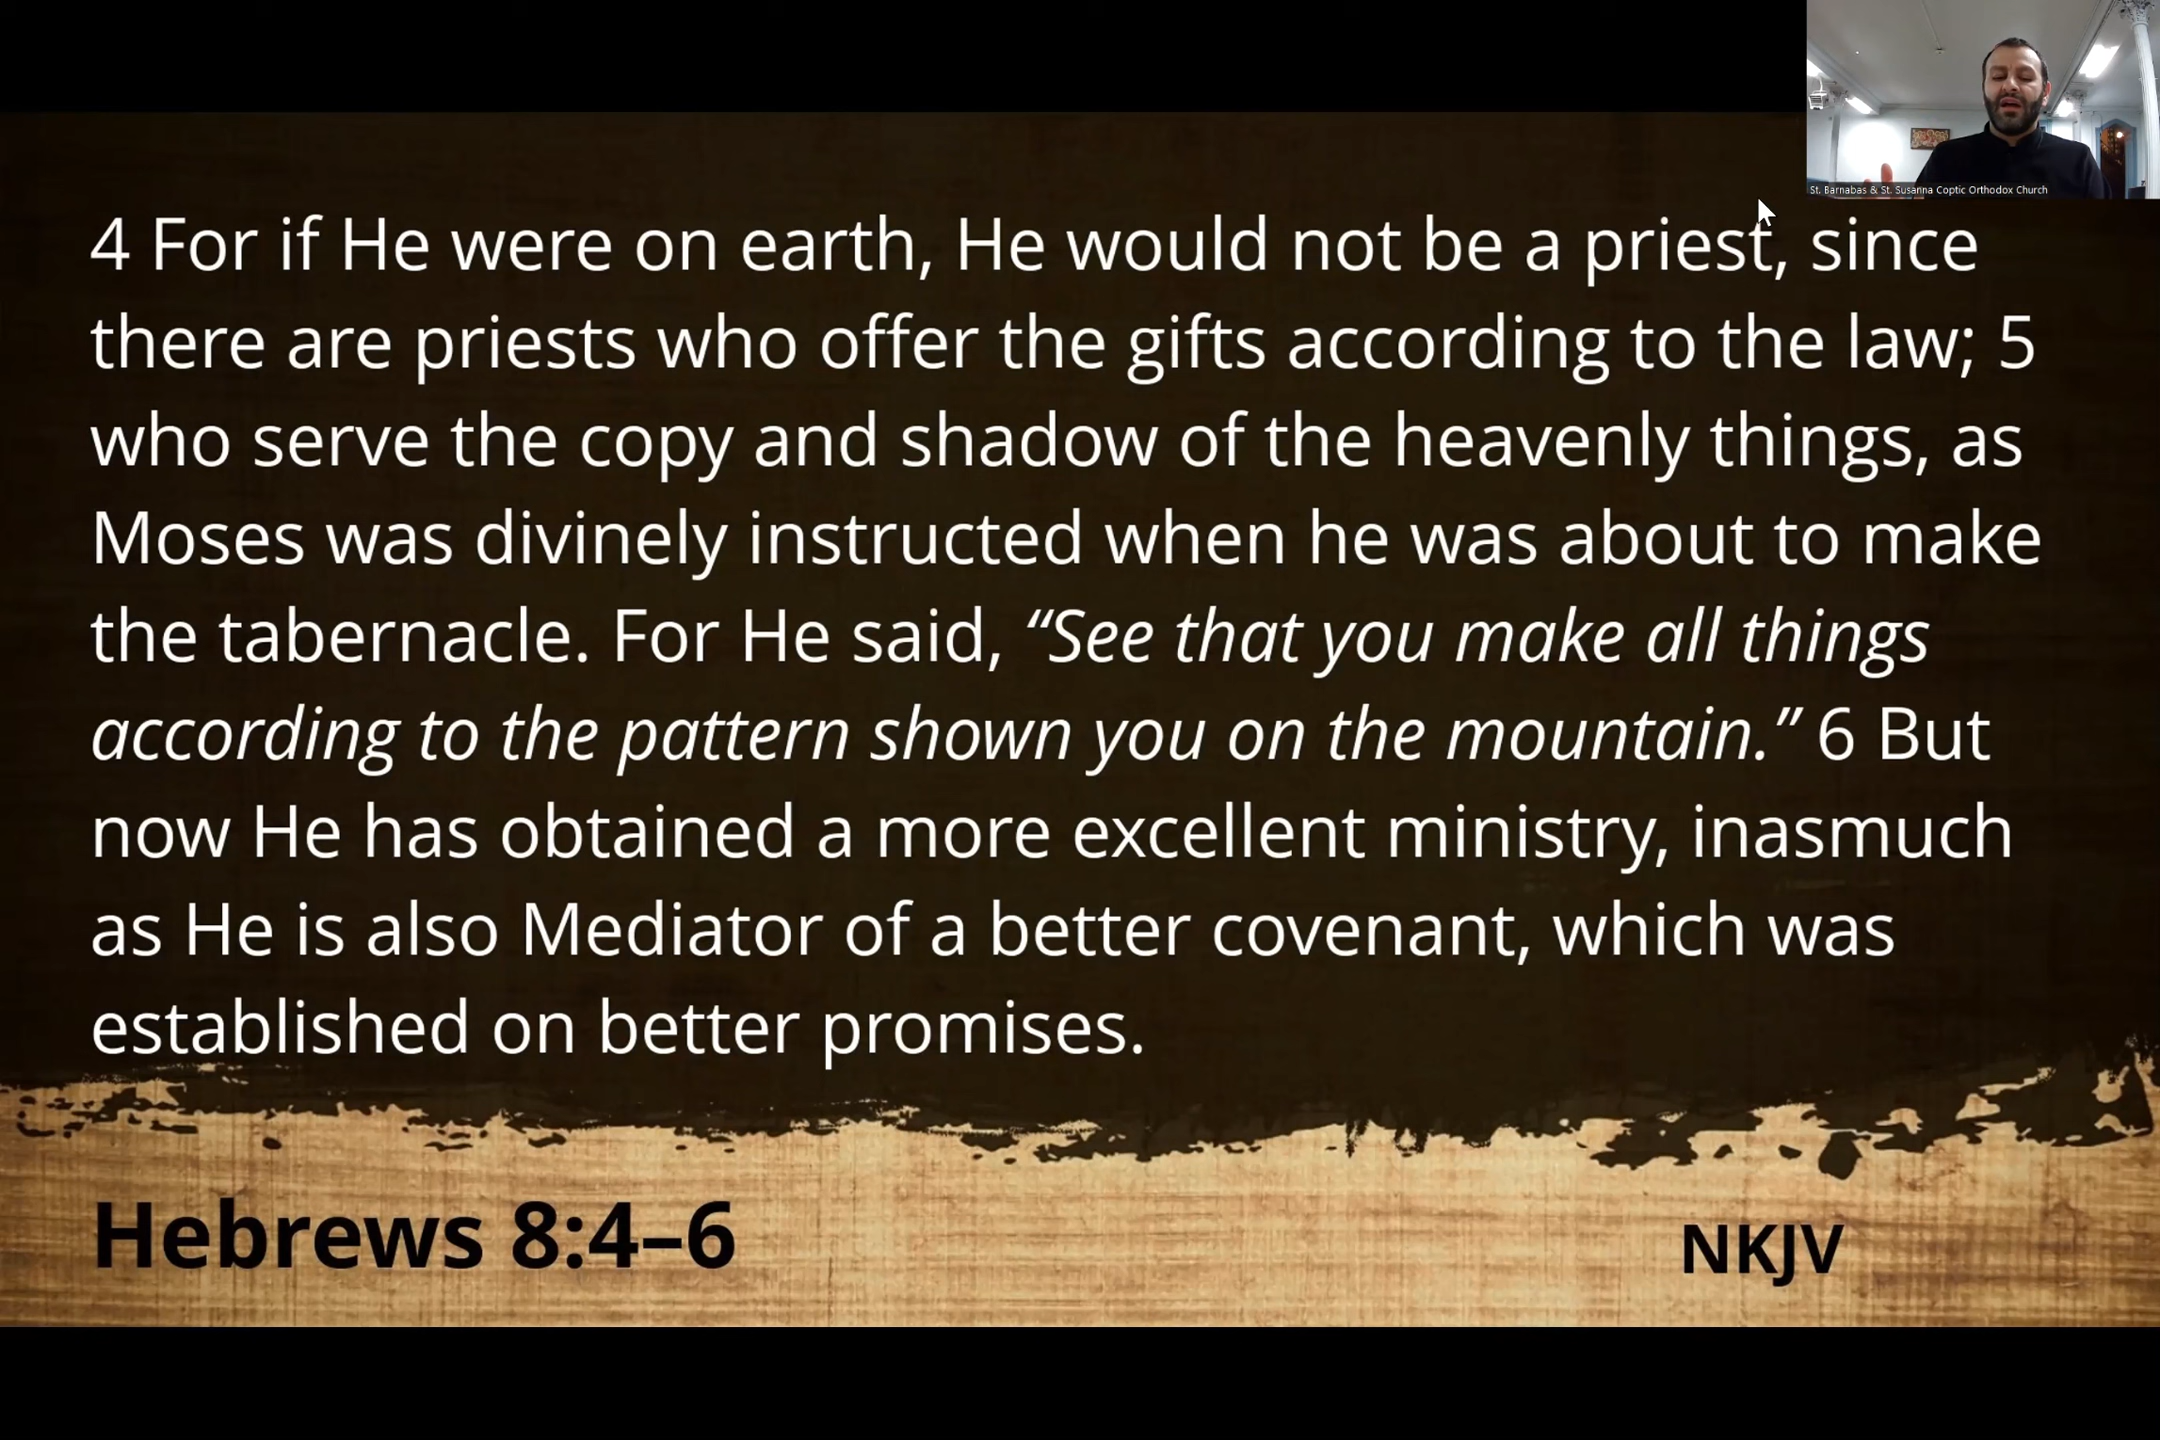 St. Barnabas & St. Susanna Coptic Orthodox Church
4 For if He were on earth, He would not be a priest, since
there are priests who offer the gifts according to the law; 5
who serve the copy and shadow of the heavenly things, as
Moses was divinely instructed when he was about to make
the tabernacle. For He said, “See that you make all things
according to the pattern shown you on the mountain.” 6 But
now He has obtained a more excellent ministry, inasmuch
as He is also Mediator of a better covenant, which was
established on better promises.
Hebrews 8:4–6
NKJV